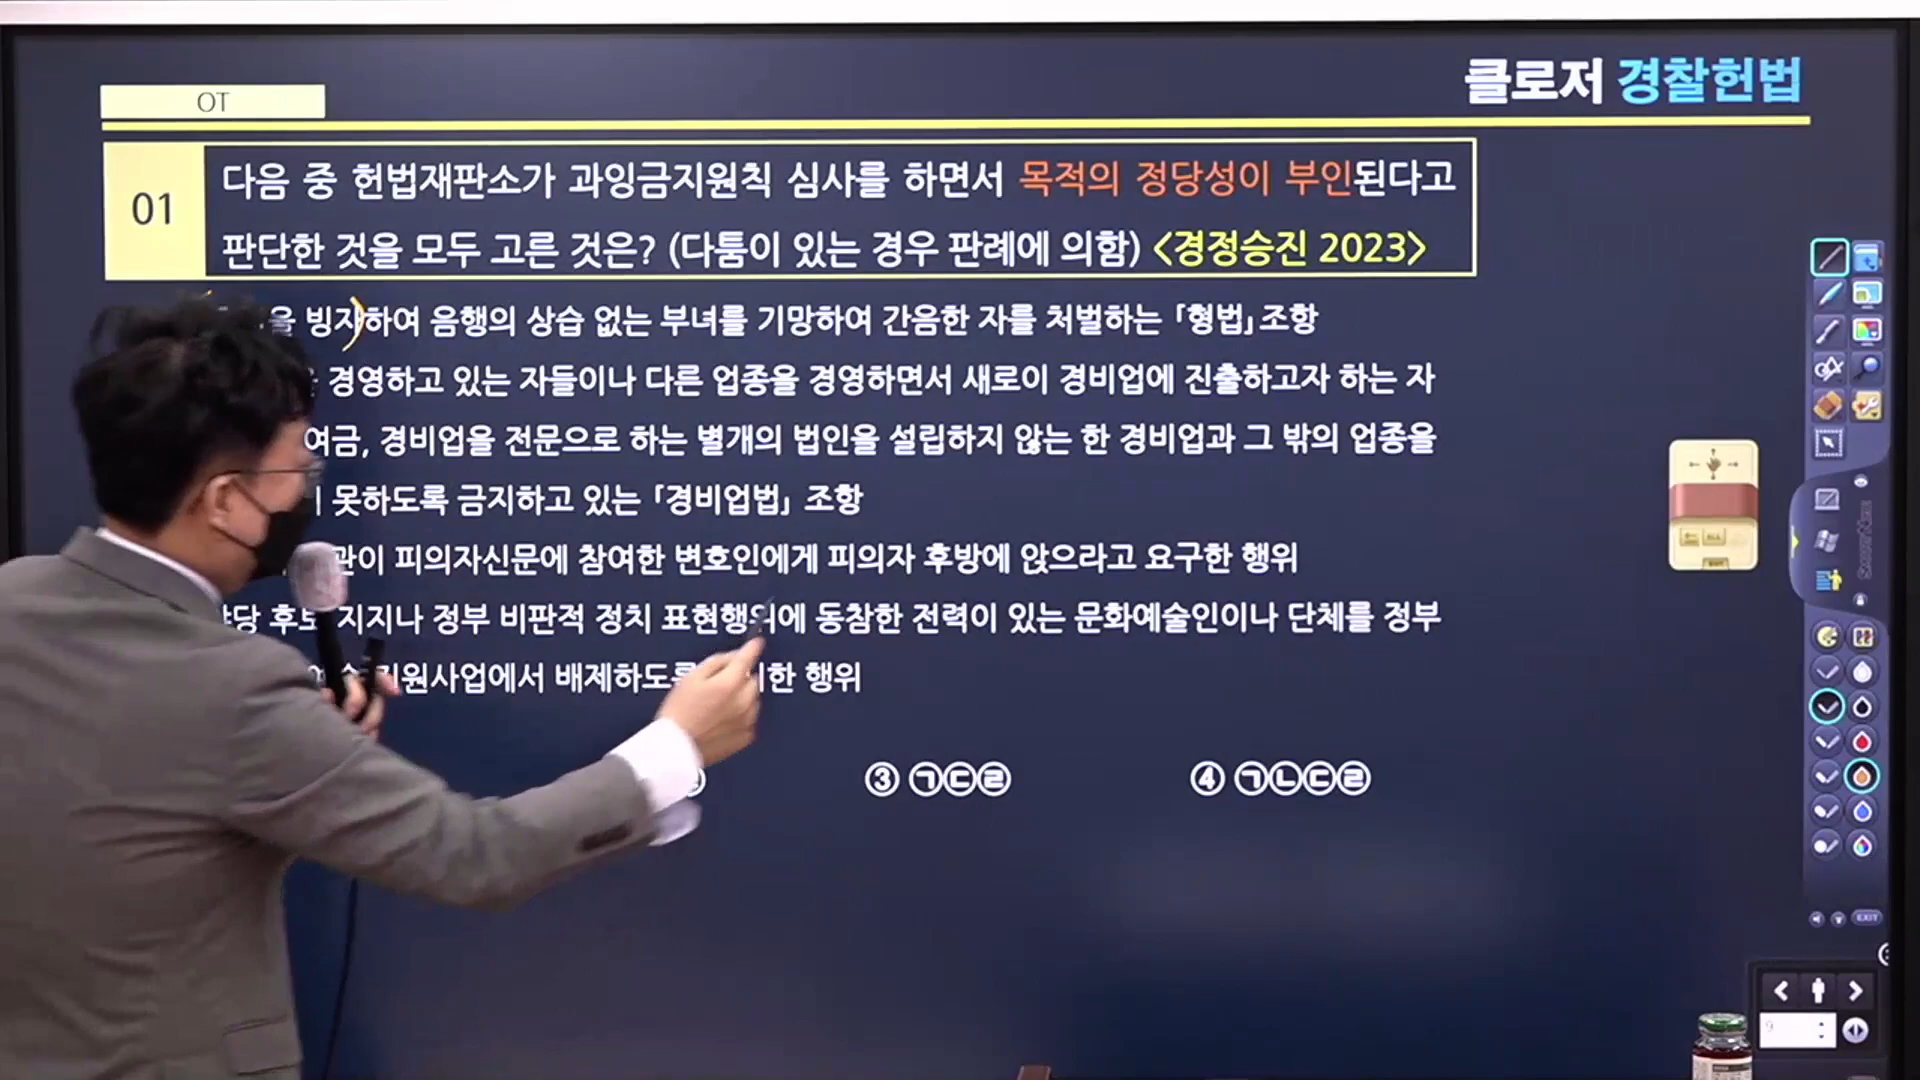 클로저 경찰헌법
OT
01
다음 중 헌법재판소가 과잉금지원칙 심사를 하면서 목적의 정당성이 부인된다고
판단한 것을 모두 고른 것은? (다툼이 있는 경우 판례에 의함) <경정승진 2023>
을 빙자하여 음행의 상습 없는 부녀를 기망하여 간음한 자를 처벌하는 「형법」조항
경영하고 있는 자들이나 다른 업종을 경영하면서 새로이 경비업에 진출하고자 하는 자
여금, 경비업을 전문으로 하는 별개의 법인을 설립하지 않는 한 경비업과 그 밖의 업종을
못하도록 금지하고 있는 「경비업법」 조항
관이 피의자신문에 참여한 변호인에게 피의자 후방에 앉으라고 요구한 행위
야당 후보 지지나 정부 비판적 정치 표현행위에 동참한 전력이 있는 문화예술인이나 단체를 정부
지원사업에서 배제하도록 한 행위
③ ㉠㉢㉣
④ ㉠㉡㉢㉣
EXIT
9